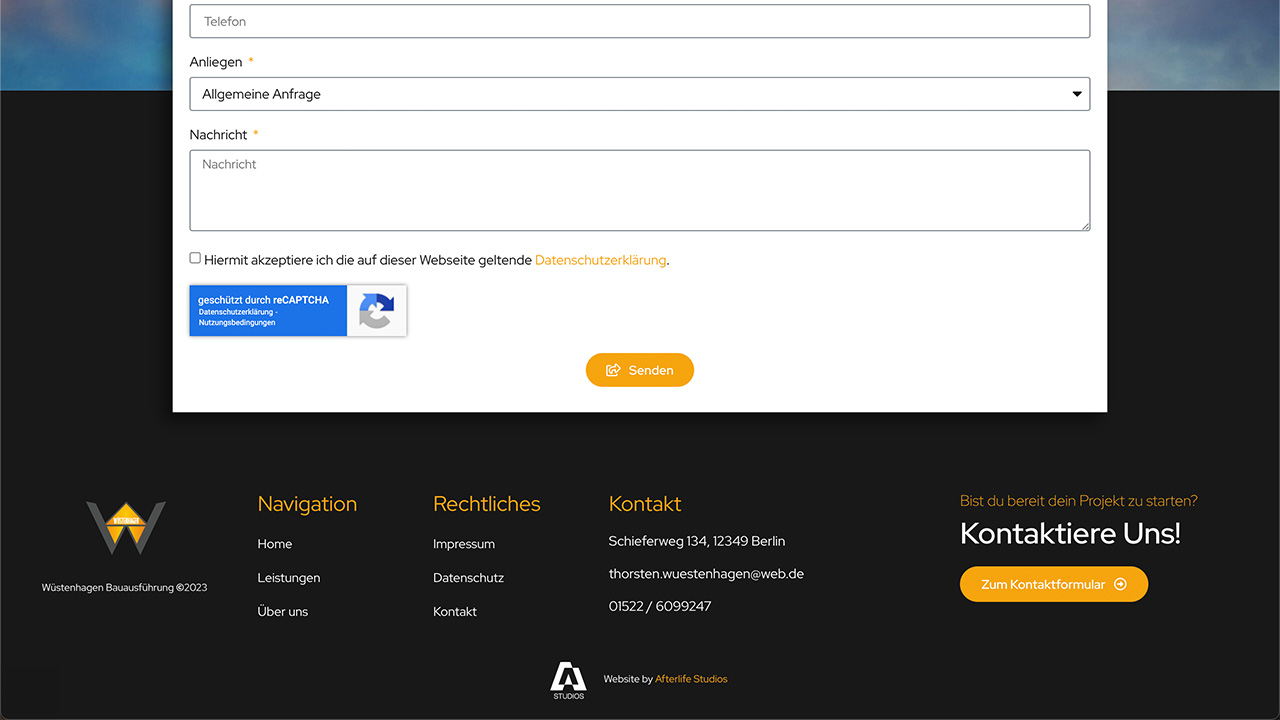 Telefon
Anliegen *
Allgemeine Anfrage
Nachricht *
Nachricht
Hiermit akzeptiere ich die auf dieser Webseite geltende Datenschutzerklärung.
geschützt durch reCAPTCHA
Datenschutzerklärung -
Nutzungsbedingungen
Senden
Wüstenhagen Bauausführung ©2023
Navigation
Home
Leistungen
Über uns
Rechtliches
Impressum
Datenschutz
Kontakt
Kontakt
Schieferweg 134, 12349 Berlin
thorsten.wuestenhagen@web.de
01522 / 6099247
Bist du bereit dein Projekt zu starten?
Kontaktiere Uns!
Zum Kontaktformular
STUDIOS
Website by Afterlife Studios